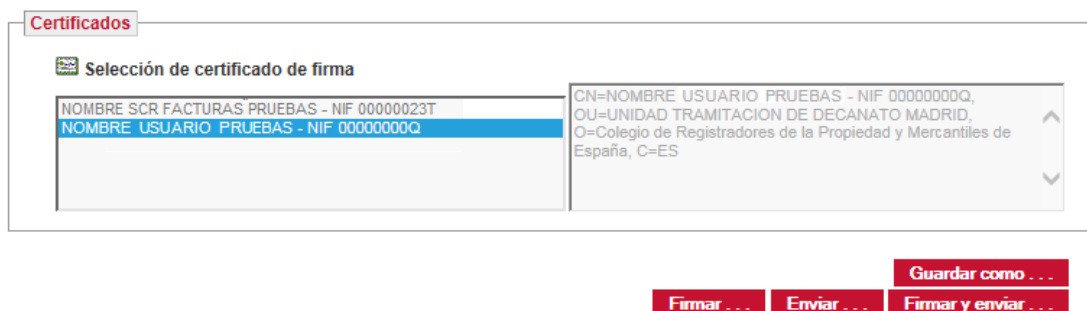 Certificados
Selección de certificado de firma
NOMBRE SCR FACTURAS PRUEBAS - NIF 00000023T
NOMBRE USUARIO PRUEBAS - NIF 00000000Q
CN=NOMBRE USUARIO PRUEBAS - NIF 00000000Q,
OU=UNIDAD TRAMITACION DE DECANATO MADRID,
O=Colegio de Registradores de la Propiedad y Mercantiles de
España, C=ES
Guardar como . . .
Firmar . . .
Enviar . . .
Firmar y enviar . . .